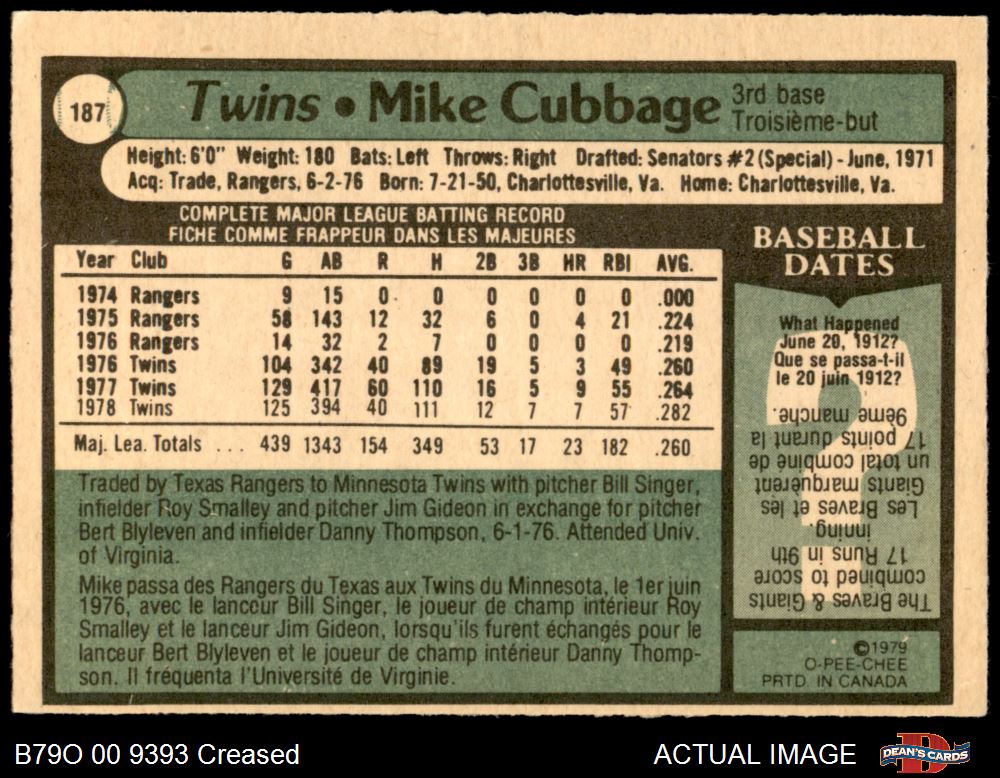 187
Twins • Mike Cubbage
3rd base
Troisième-but
Height: 6'0" Weight: 180 Bats: Left Throws: Right Drafted: Senators #2 (Special) - June, 1971
Acq: Trade, Rangers, 6-2-76 Born: 7-21-50, Charlottesville, Va. Home: Charlottesville, Va.
COMPLETE MAJOR LEAGUE BATTING RECORD
FICHE COMME FRAPPEUR DANS LES MAJEURES
Year Club G AB R H 2B 3B HR RBI AVG.
1974 Rangers 9 15 0 0 0 0 0 0 .000
1975 Rangers 58 143 12 32 6 0 4 21 .224
1976 Rangers 14 32 2 7 0 0 0 0 .219
1976 Twins 104 342 40 89 19 5 3 49 .260
1977 Twins 129 417 60 110 16 5 9 55 .264
1978 Twins 125 394 40 111 12 7 7 57 .282
Maj. Lea. Totals ... 439 1343 154 349 53 17 23 182 .260
Traded by Texas Rangers to Minnesota Twins with pitcher Bill Singer,
infielder Roy Smalley and pitcher Jim Gideon in exchange for pitcher
Bert Blyleven and infielder Danny Thompson, 6-1-76. Attended Univ.
of Virginia.
Mike passa des Rangers du Texas aux Twins du Minnesota, le 1er juin
1976, avec le lanceur Bill Singer, le joueur de champ intérieur Roy
Smalley et le lanceur Jim Gideon, lorsqu'ils furent échangés pour le
lanceur Bert Blyleven et le joueur de champ intérieur Danny Thomp-
son. Il fréquenta l'Université de Virginie.
BASEBALL
DATES
What Happened
June 20, 1912?
Que se passa-t-il
le 20 juin 1912?
The Braves & Giants
combined to score
17 Runs in 9th
inning.
Les Braves et les
Giants marquèrent
un total combiné de
17 points durant la
9ème manche.
©1979
O-PEE-CHEE
PRTD. IN CANADA
B79O 00 9393 Creased
ACTUAL IMAGE
DEAN'S CARDS